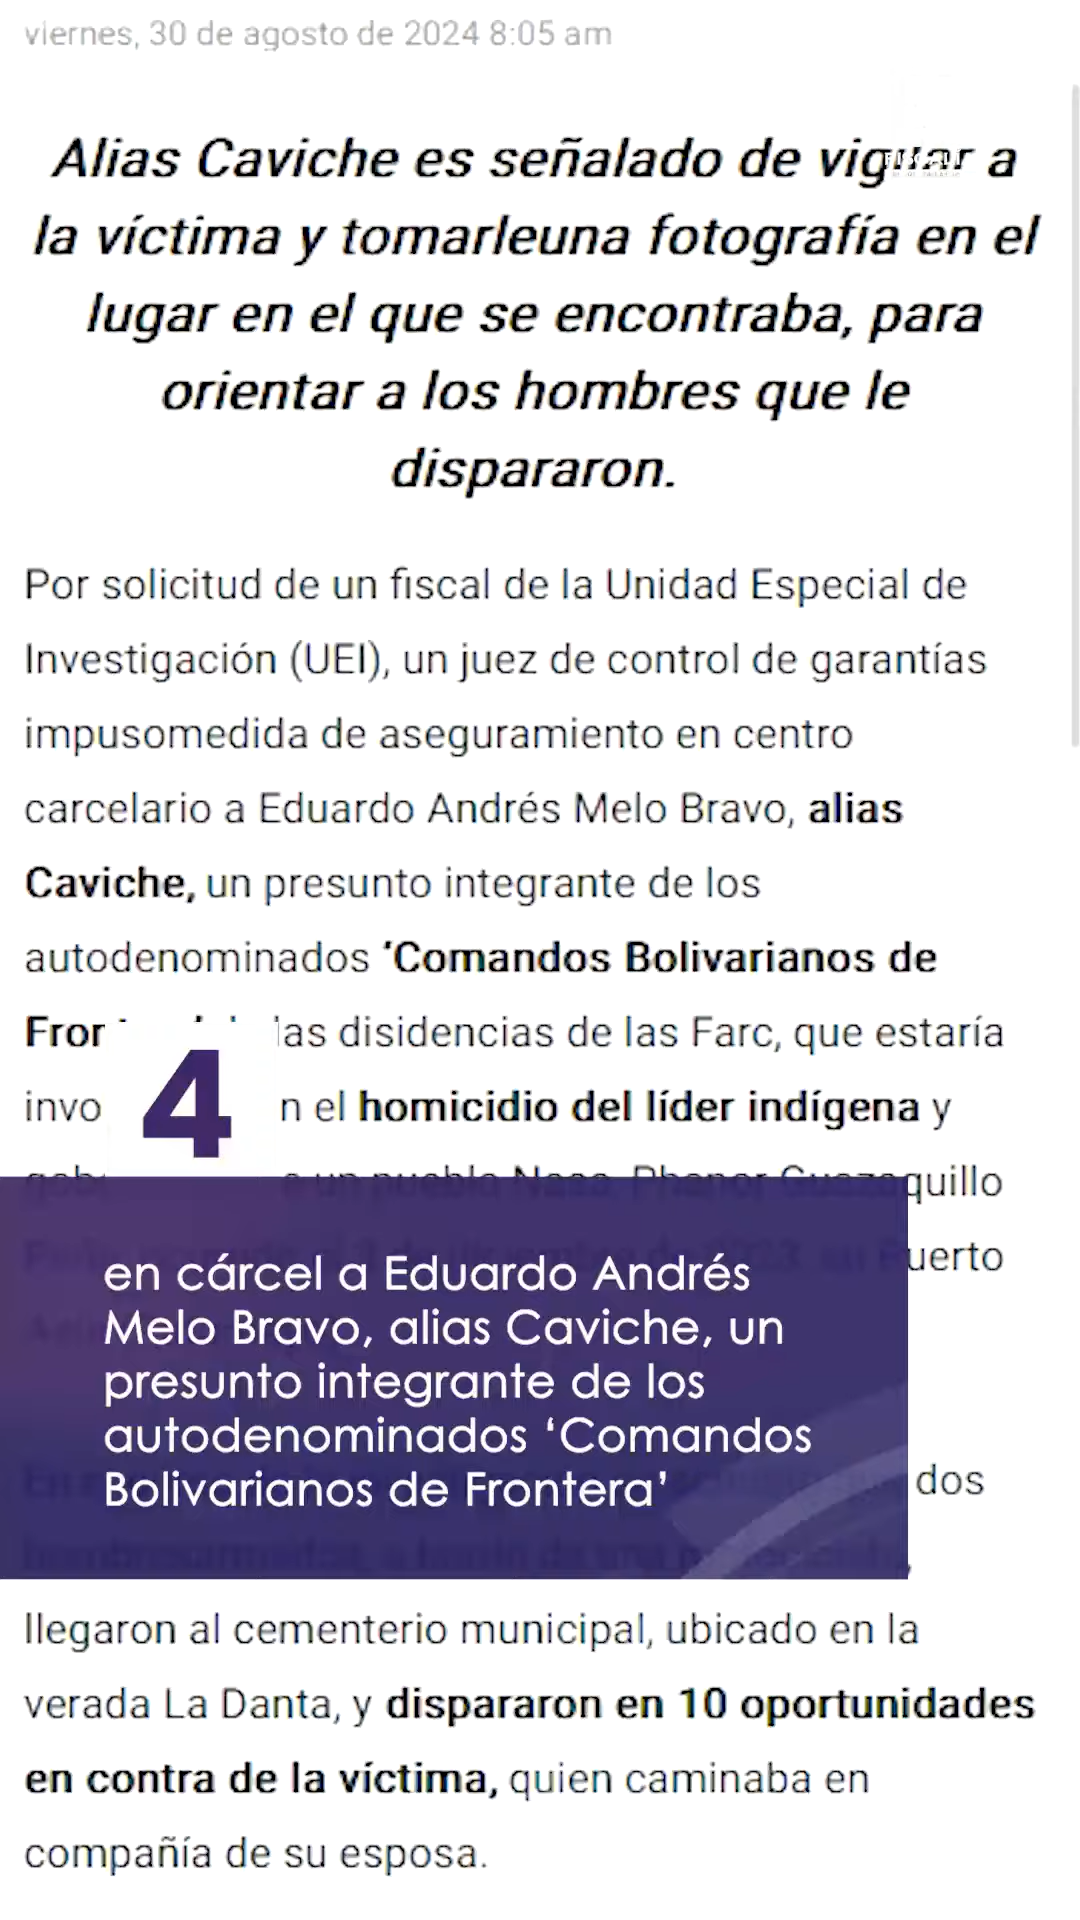 viernes, 30 de agosto de 2024 8:05 am
Alias Caviche es señalado de vigilar a
la víctima y tomarleuna fotografía en el
lugar en el que se encontraba, para
orientar a los hombres que le
dispararon.
Por solicitud de un fiscal de la Unidad Especial de
Investigación (UEI), un juez de control de garantías
impusomedida de aseguramiento en centro
carcelario a Eduardo Andrés Melo Bravo, alias
Caviche, un presunto integrante de los
autodenominados ‘Comandos Bolivarianos de
las disidencias de las Farc, que estaría
el homicidio del líder indígena y
un pueblo Nasa, Phanor Guazaquillo
Puerto
4
en cárcel a Eduardo Andrés
Melo Bravo, alias Caviche, un
presunto integrante de los
autodenominados ‘Comandos
Bolivarianos de Frontera’
dos
llegaron al cementerio municipal, ubicado en la
verada La Danta, y dispararon en 10 oportunidades
en contra de la víctima, quien caminaba en
compañía de su esposa.